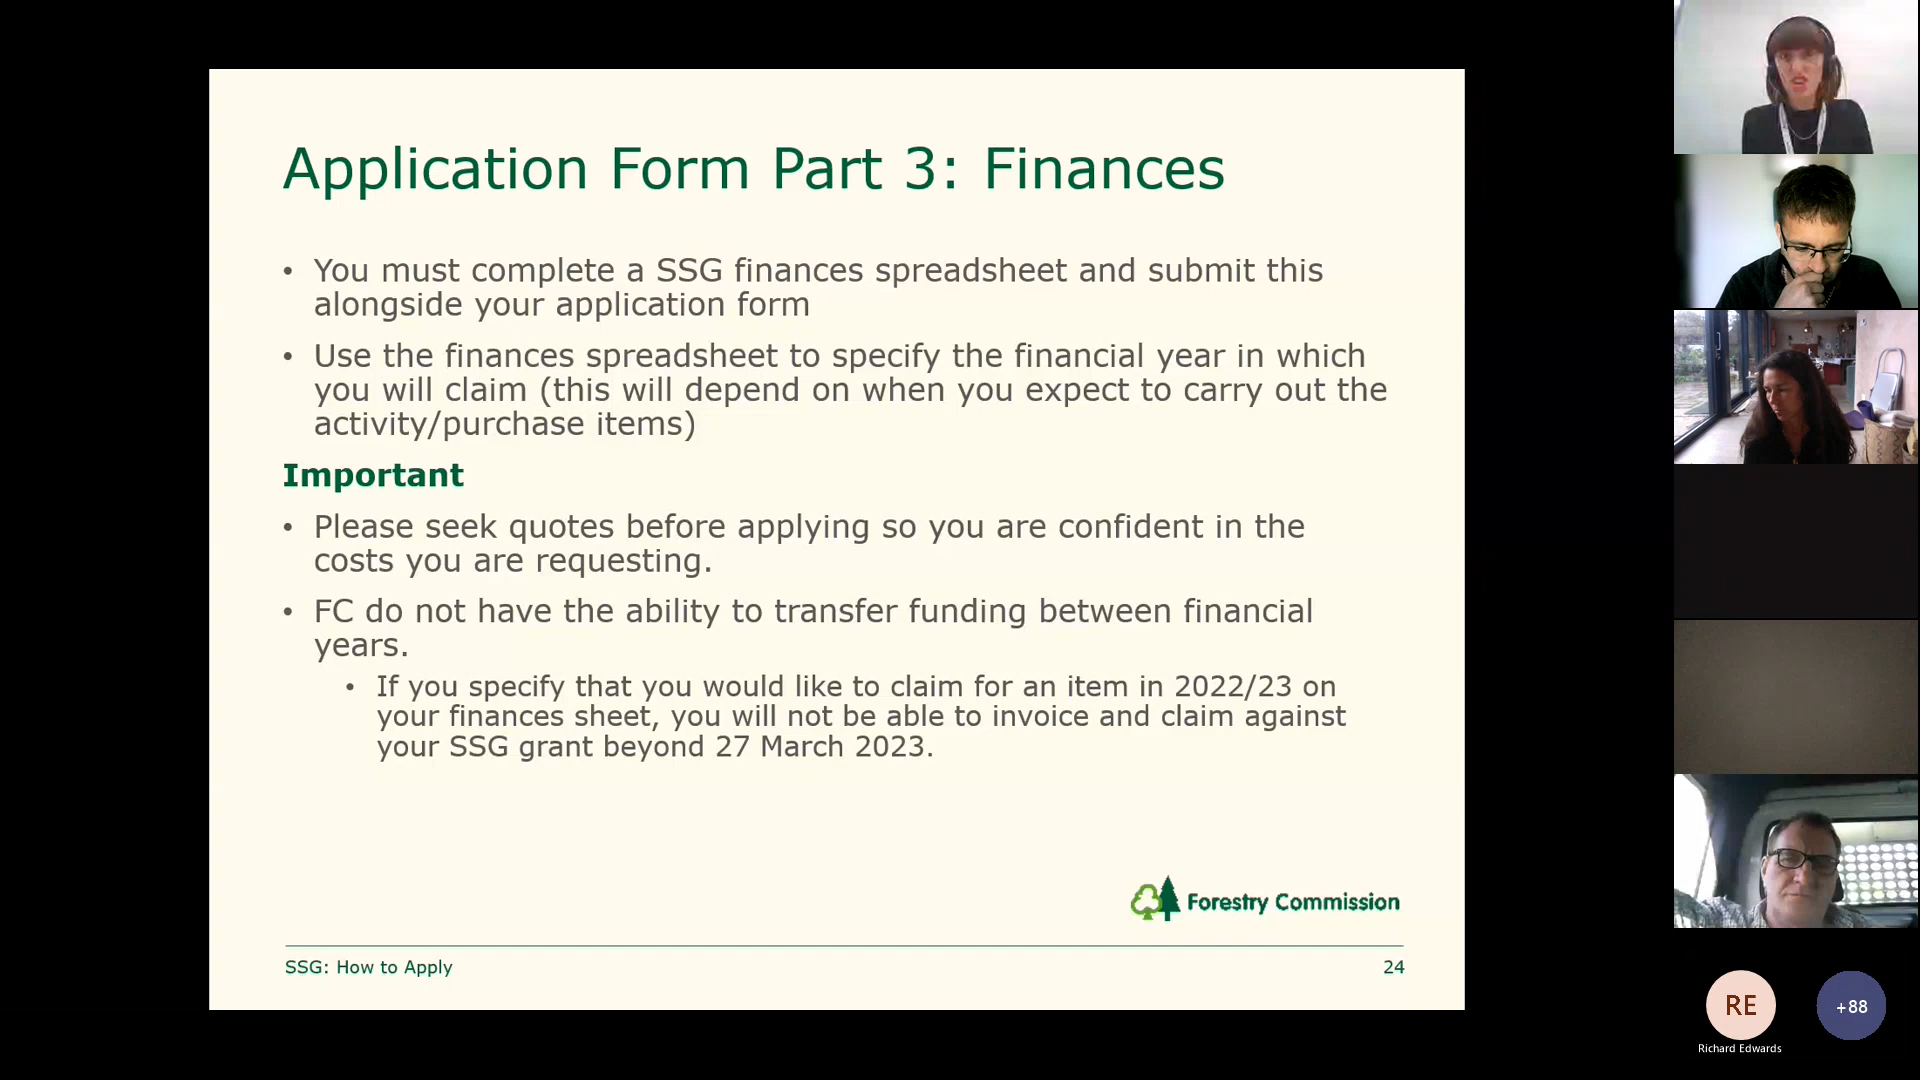 Application Form Part 3: Finances
• You must complete a SSG finances spreadsheet and submit this
alongside your application form
• Use the finances spreadsheet to specify the financial year in which
you will claim (this will depend on when you expect to carry out the
activity/purchase items)
Important
• Please seek quotes before applying so you are confident in the
costs you are requesting.
• FC do not have the ability to transfer funding between financial
years.
• If you specify that you would like to claim for an item in 2022/23 on
your finances sheet, you will not be able to invoice and claim against
your SSG grant beyond 27 March 2023.
Forestry Commission
SSG: How to Apply
24
RE
+88
Richard Edwards